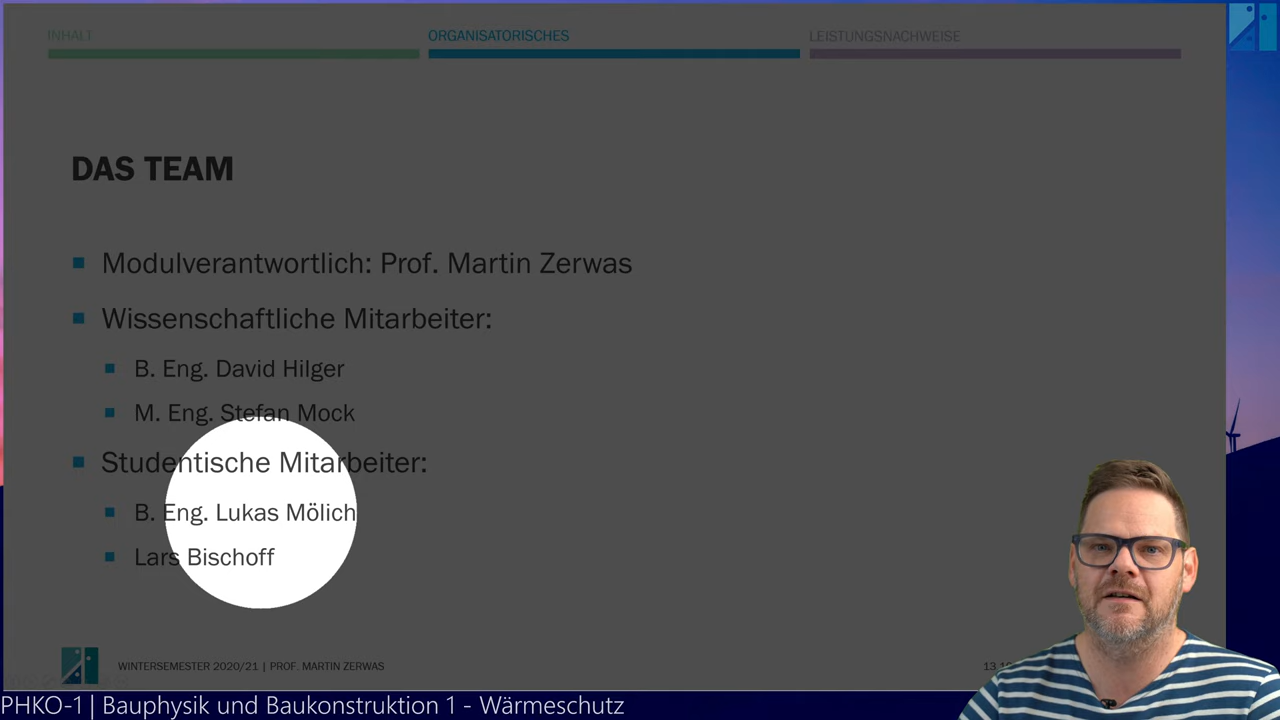 INHALT
ORGANISATORISCHES
LEISTUNGSNACHWEISE
DAS TEAM
Modulverantwortlich: Prof. Martin Zerwas
Wissenschaftliche Mitarbeiter:
B. Eng. David Hilger
M. Eng. Stefan Mock
Studentische Mitarbeiter:
B. Eng. Lukas Mölich
Lars Bischoff
WINTERSEMESTER 2020/21 | PROF. MARTIN ZERWAS
PHKO-1 | Bauphysik und Baukonstruktion 1 - Wärmeschutz